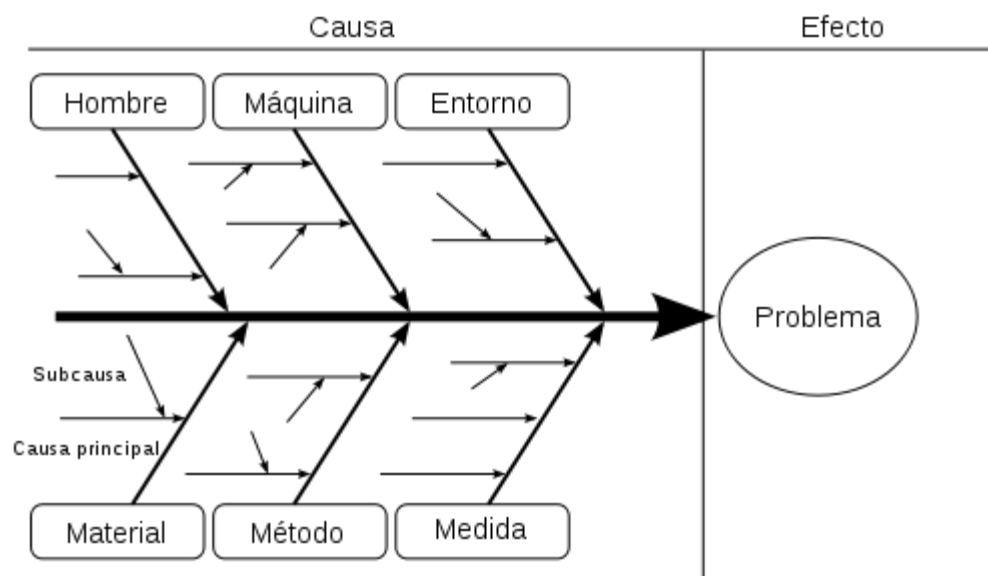 Causa
Efecto
Hombre
Máquina
Entorno
Problema
Subcausa
Causa principal
Material
Método
Medida